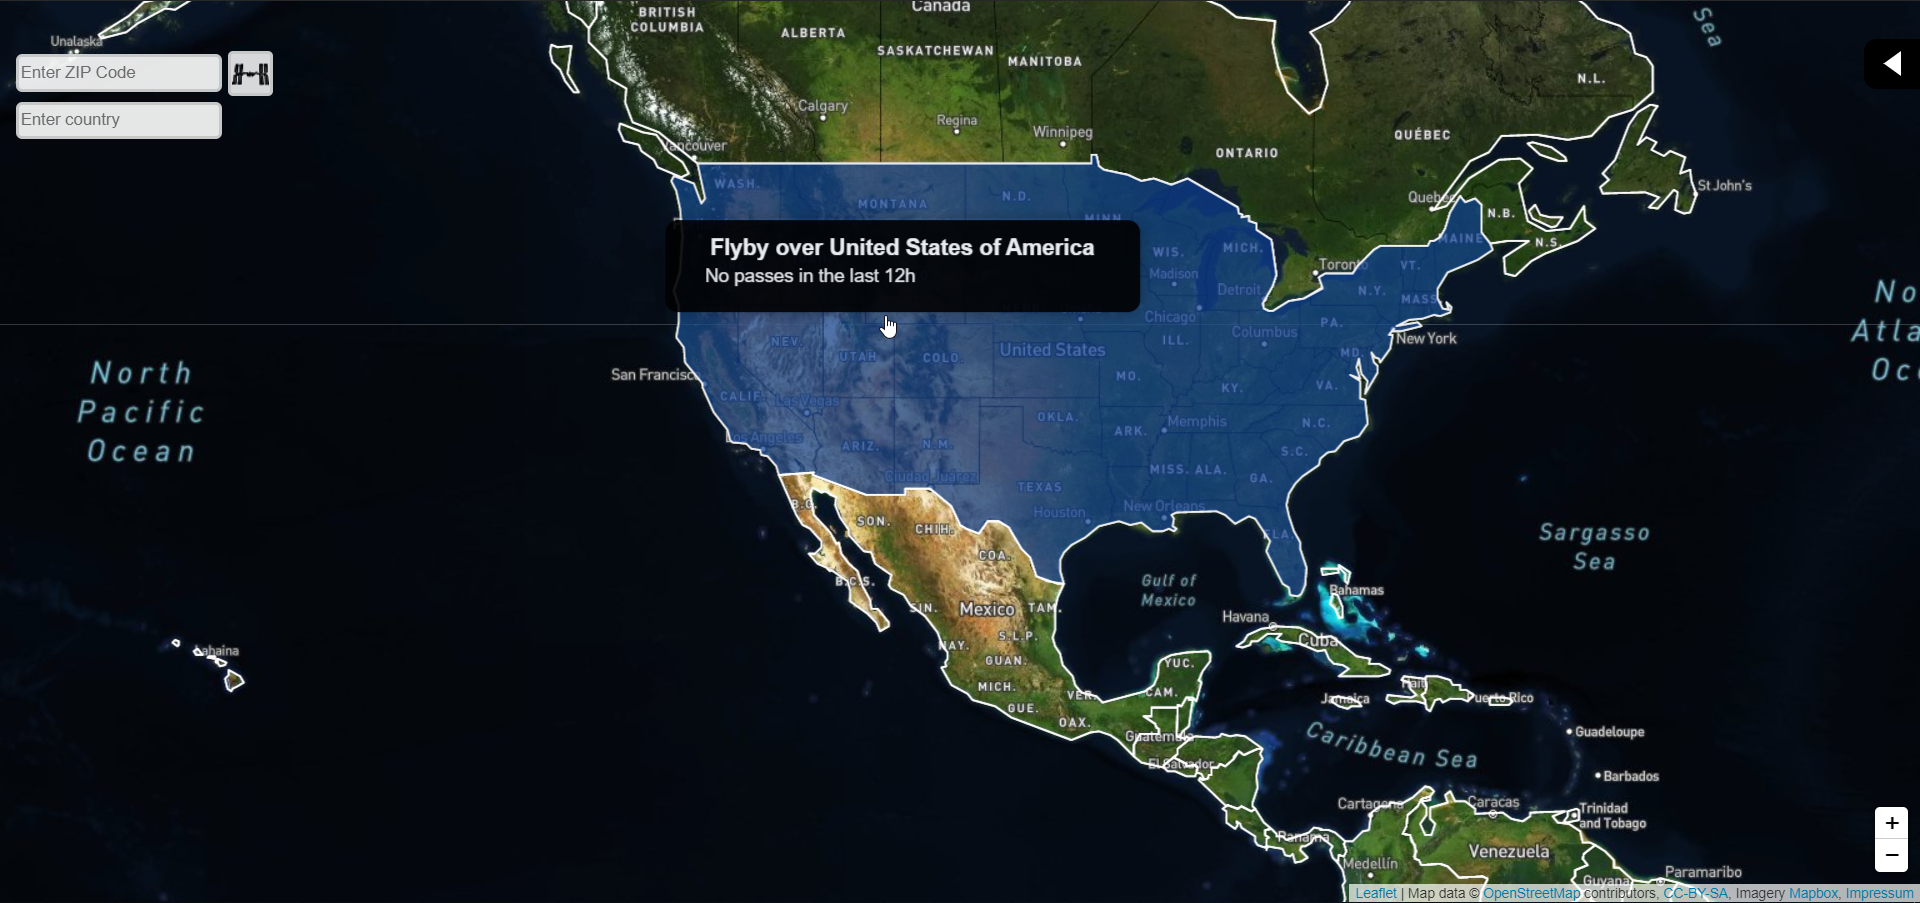 Canada
BRITISH
COLUMBIA
ALBERTA
SASKATCHEWAN
MANITOBA
Sea
Unalaska
Enter ZIP Code
Enter country
N.L.
Calgary
Regina
Winnipeg
QUÉBEC
ONTARIO
Vancouver
WASH.
MONTANA
N.D.
MINN.
St John's
Quebec
N.B.
MAINE
N.S.
Flyby over United States of America
No passes in the last 12h
WIS.
MICH.
Madison
Toronto
VT.
Detroit
N.Y.
MASS.
Chicago
Columbus
PA.
New York
North
Pacific
Ocean
No
Atla
Oc
NEV.
UTAH
COLO.
United States
ILL.
MD.
San Francisco
MO.
KY.
VA.
CALIF.
Las Vegas
OKLA.
ARK.
Memphis
N.C.
Los Angeles
ARIZ.
N.M.
S.C.
Ciudad Juárez
TEXAS
MISS.
ALA.
GA.
Houston
New Orleans
FLA.
B.C.
SON.
CHIH.
COA.
Sargasso
Sea
B.C.S.
Gulf of
Mexico
Bahamas
SIN.
Mexico
TAM.
Havana
Cuba
S.L.P.
NAY.
Lahaina
GUAN.
YUC.
MICH.
VER.
CAM.
Haiti
Jamaica
Puerto Rico
GUE.
OAX.
Guatemala
El Salvador
Caribbean Sea
Guadeloupe
Barbados
Cartagena
Caracas
Trinidad
and Tobago
Panama
Medellín
Venezuela
Guyana
Paramaribo
+
−
Leaflet | Map data © OpenStreetMap contributors, CC-BY-SA, Imagery Mapbox, Impressum